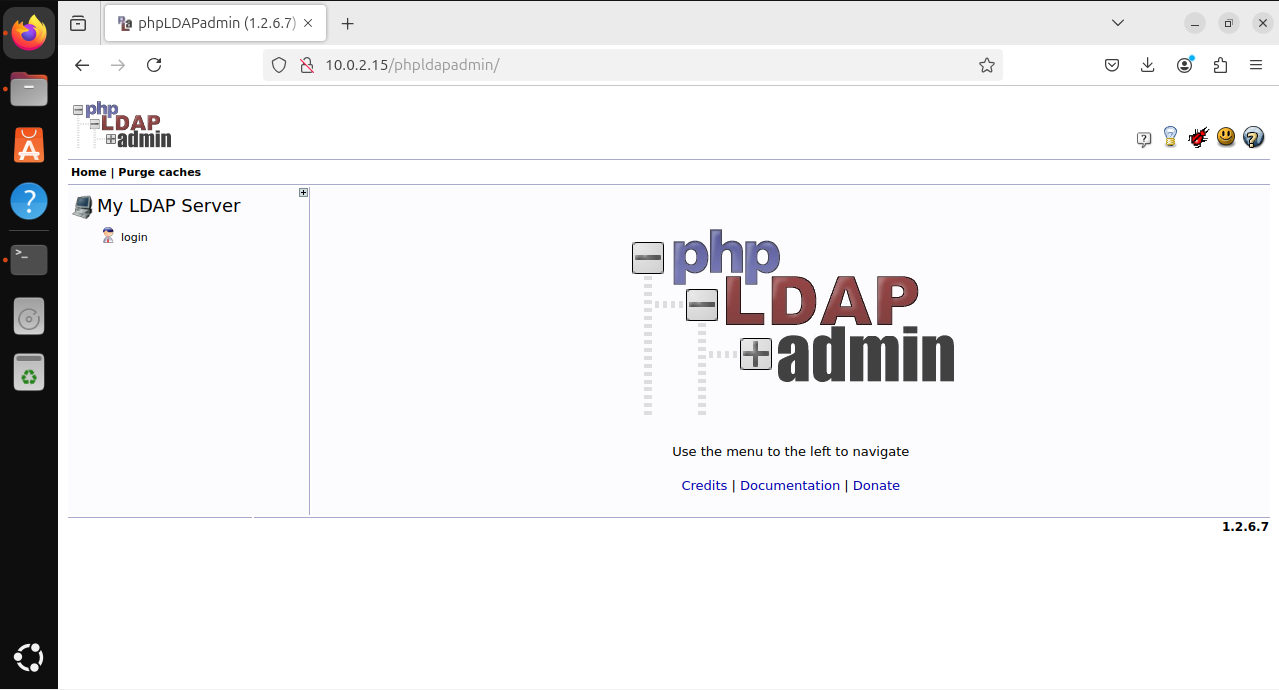 phpLDAPadmin (1.2.6.7)
10.0.2.15/phpldapadmin/
php
LDAP
admin
Home | Purge caches
My LDAP Server
login
php
LDAP
admin
Use the menu to the left to navigate
Credits | Documentation | Donate
1.2.6.7